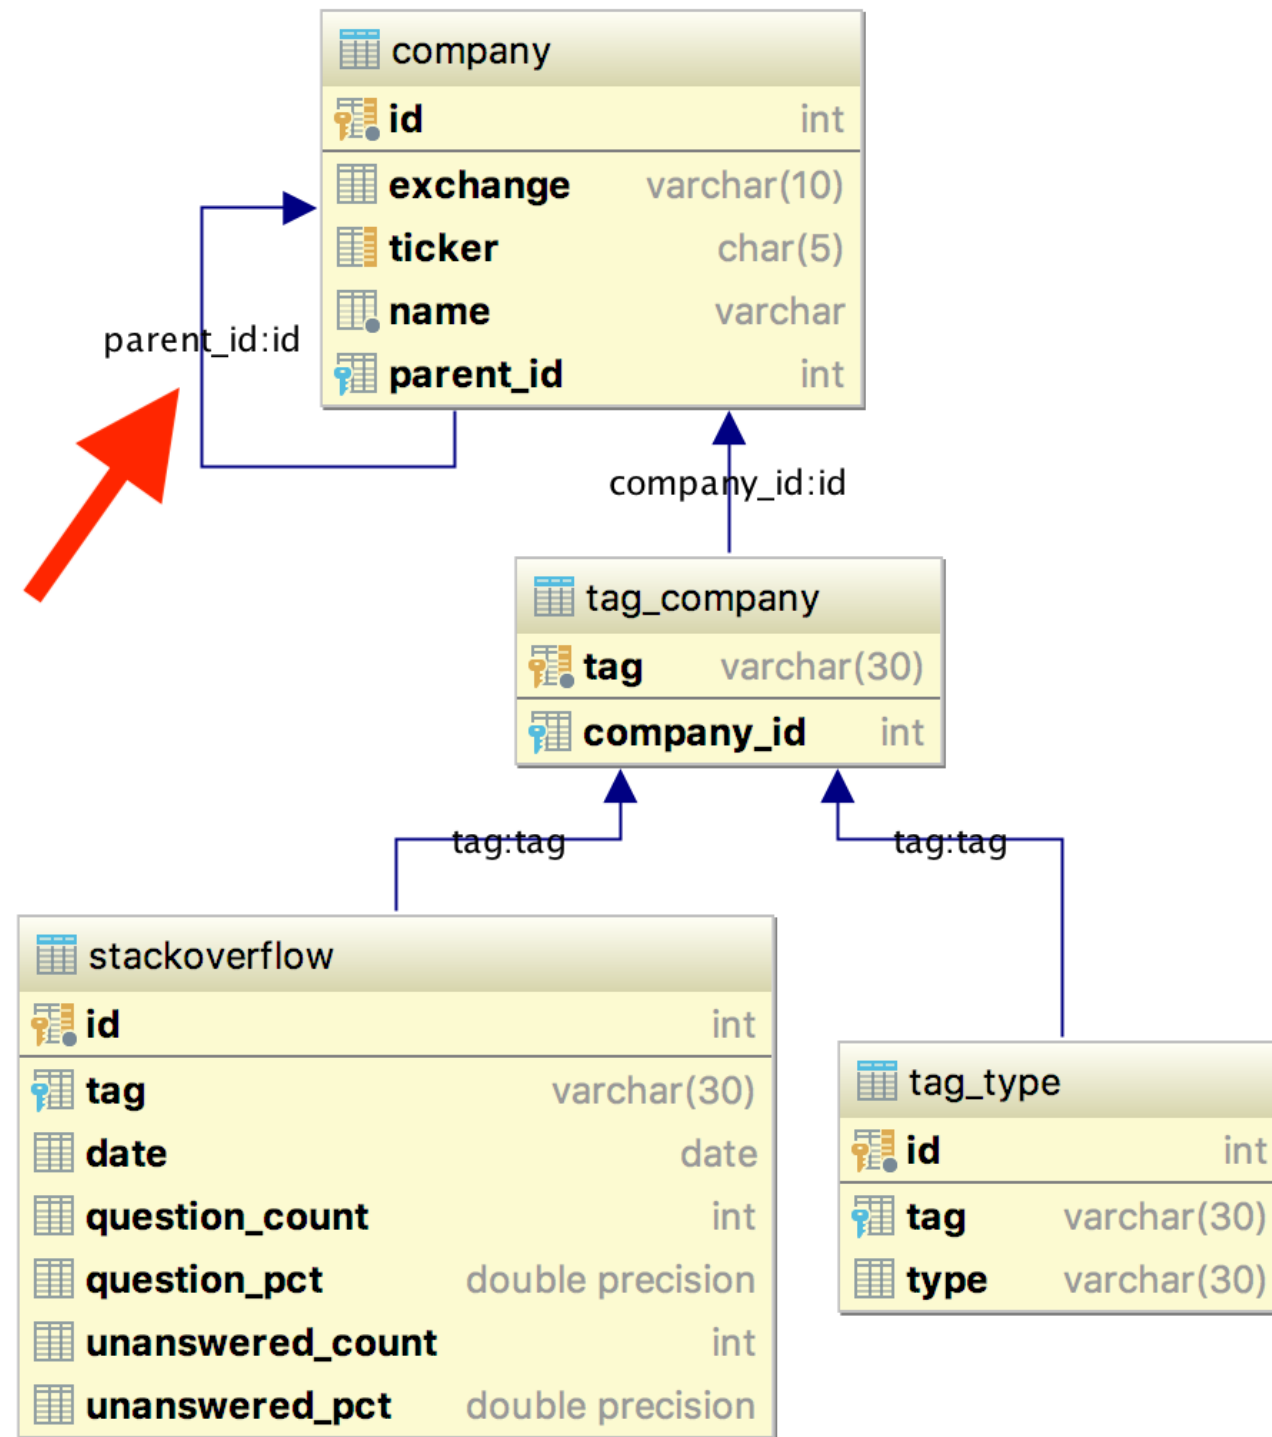 company
id int
exchange varchar(10)
ticker char(5)
name varchar
parent_id:id
parent_id int
company_id:id
tag_company
tag varchar(30)
company_id int
tag:tag
tag:tag
stackoverflow
id int
tag varchar(30)
date date
question_count int
question_pct double precision
unanswered_count int
unanswered_pct double precision
tag_type
id int
tag varchar(30)
type varchar(30)